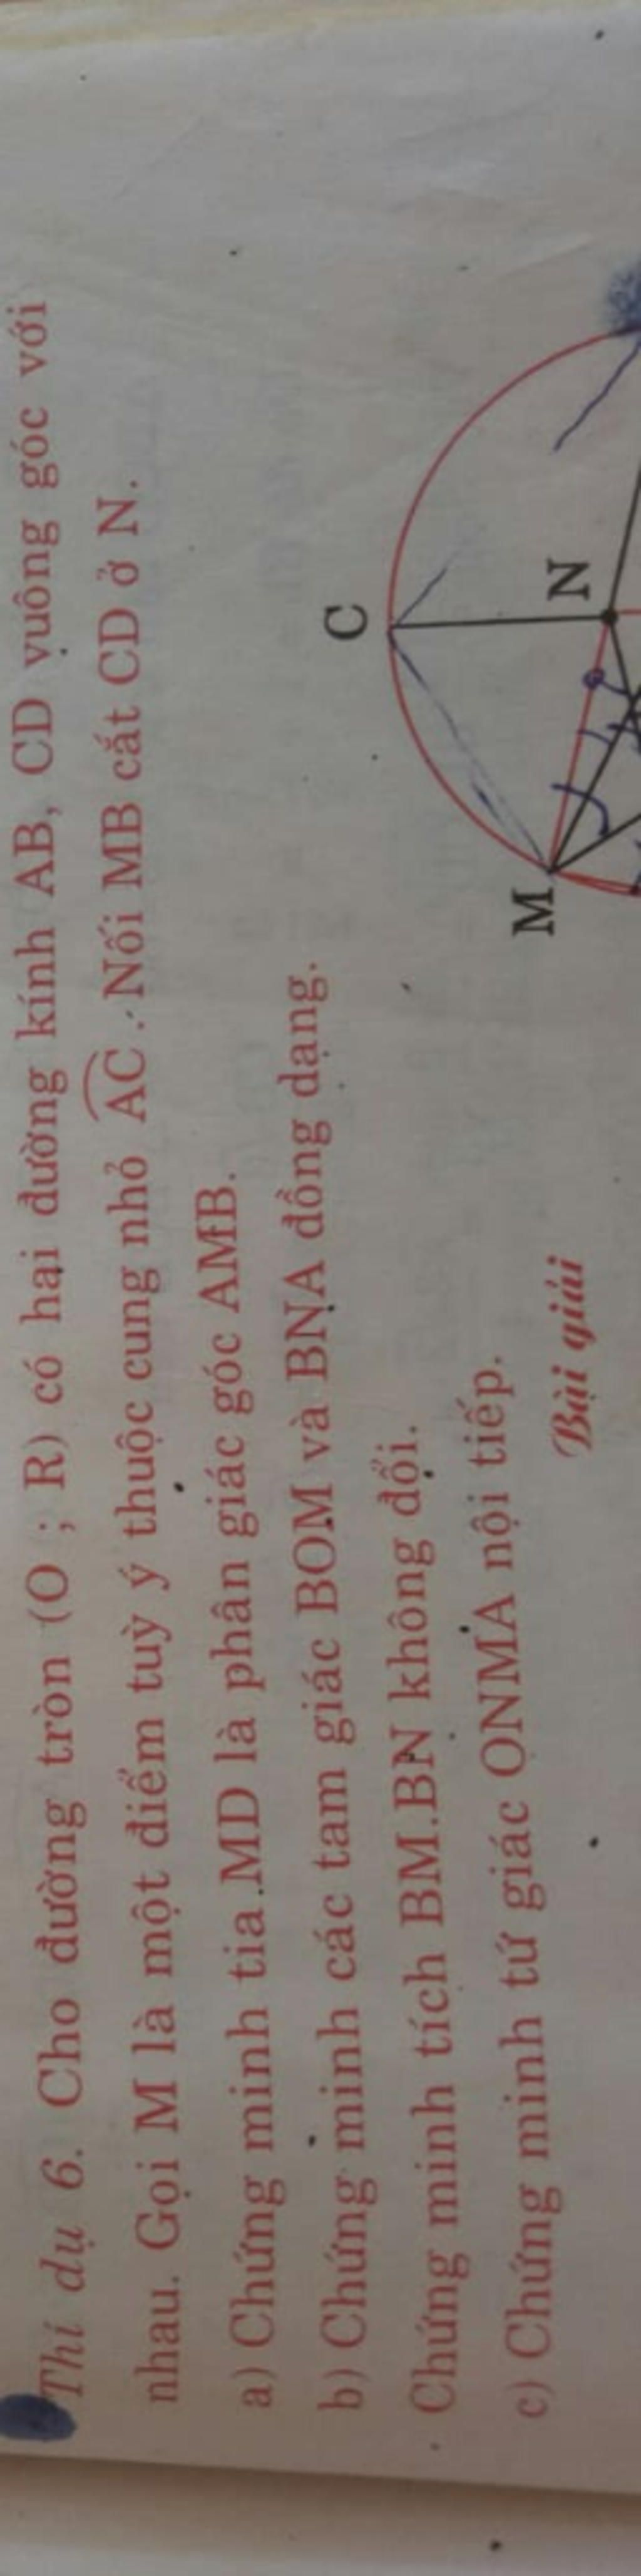 Thí dụ 6. Cho đường tròn (O ; R) có hai đường kính AB, CD vuông góc với
nhau. Gọi M là một điểm tuỳ ý thuộc cung nhỏ AC. Nối MB cắt CD ở N.
a) Chứng minh tia MD là phân giác góc AMB.
b) Chứng minh các tam giác BOM và BNA đồng dạng.
Chứng minh tích BM.BN không đổi.
c) Chứng minh tứ giác ONMA nội tiếp.
Bài giải
C
M
N